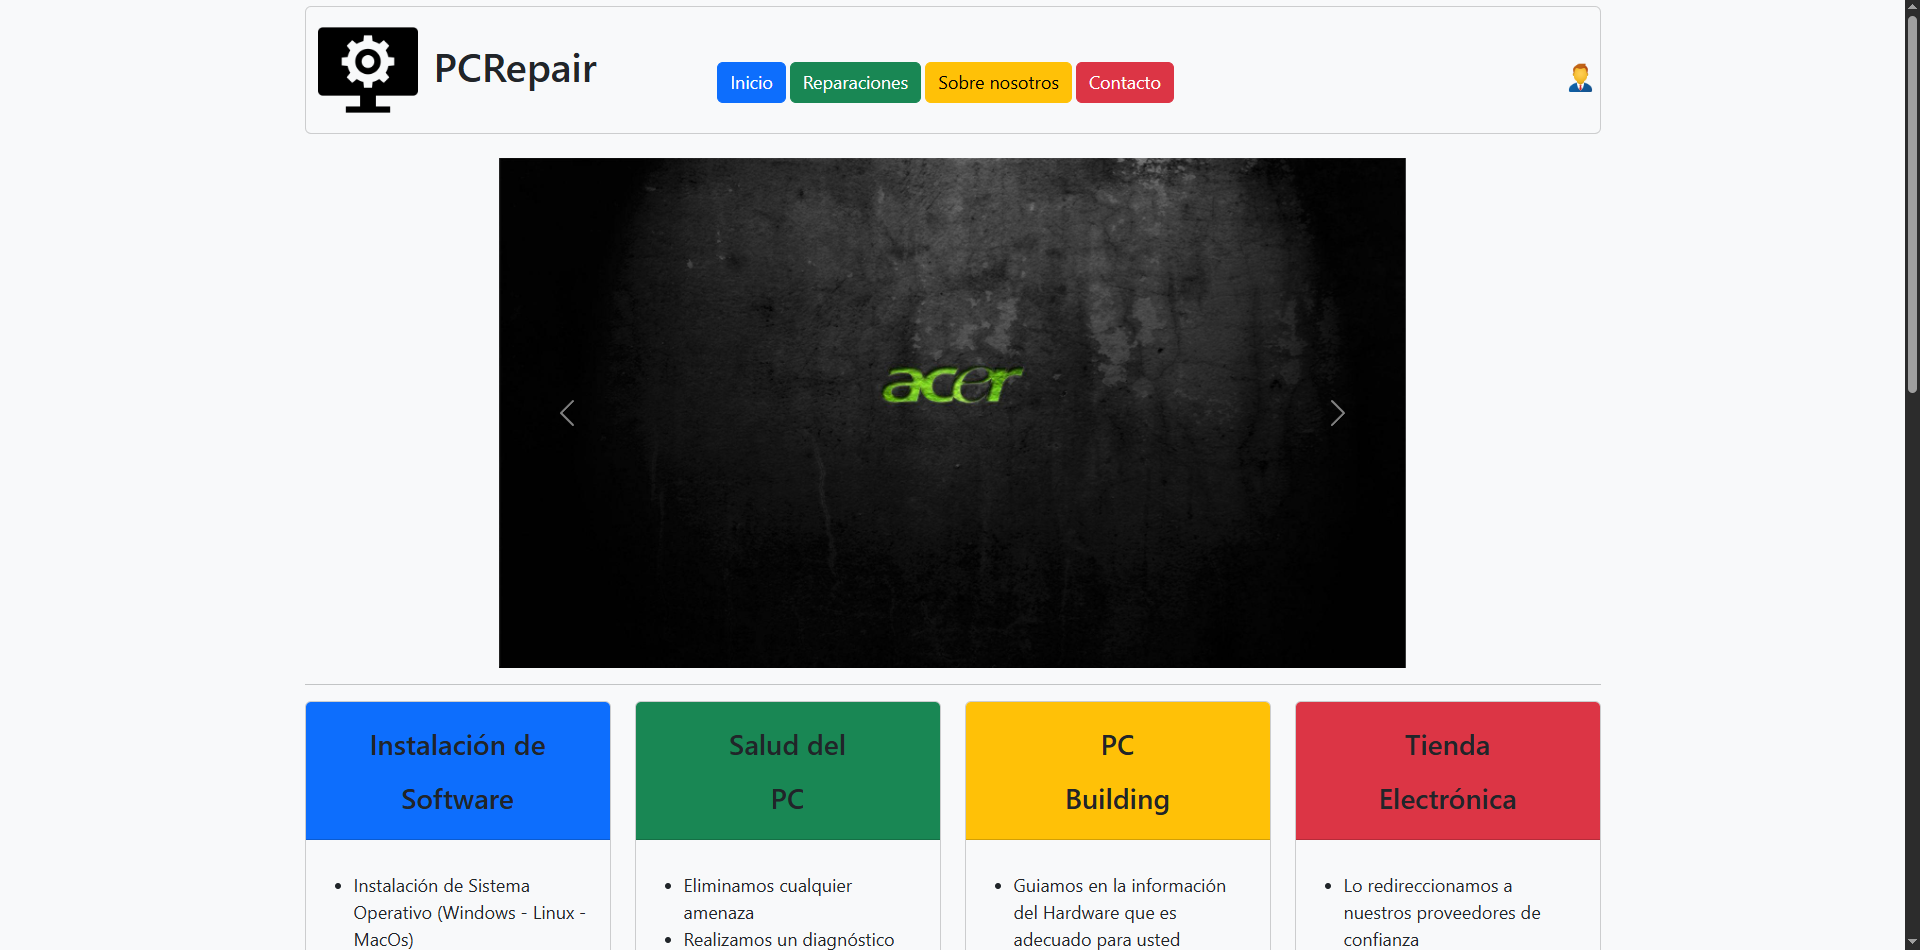 PCRepair
Inicio
Reparaciones
Sobre nosotros
Contacto
acer
Instalación de
Software
Salud del
PC
PC
Building
Tienda
Electrónica
Instalación de Sistema
Operativo (Windows - Linux -
MacOs)
Eliminamos cualquier
amenaza
Realizamos un diagnóstico
Guiamos en la información
del Hardware que es
adecuado para usted
Lo redireccionamos a
nuestros proveedores de
confianza